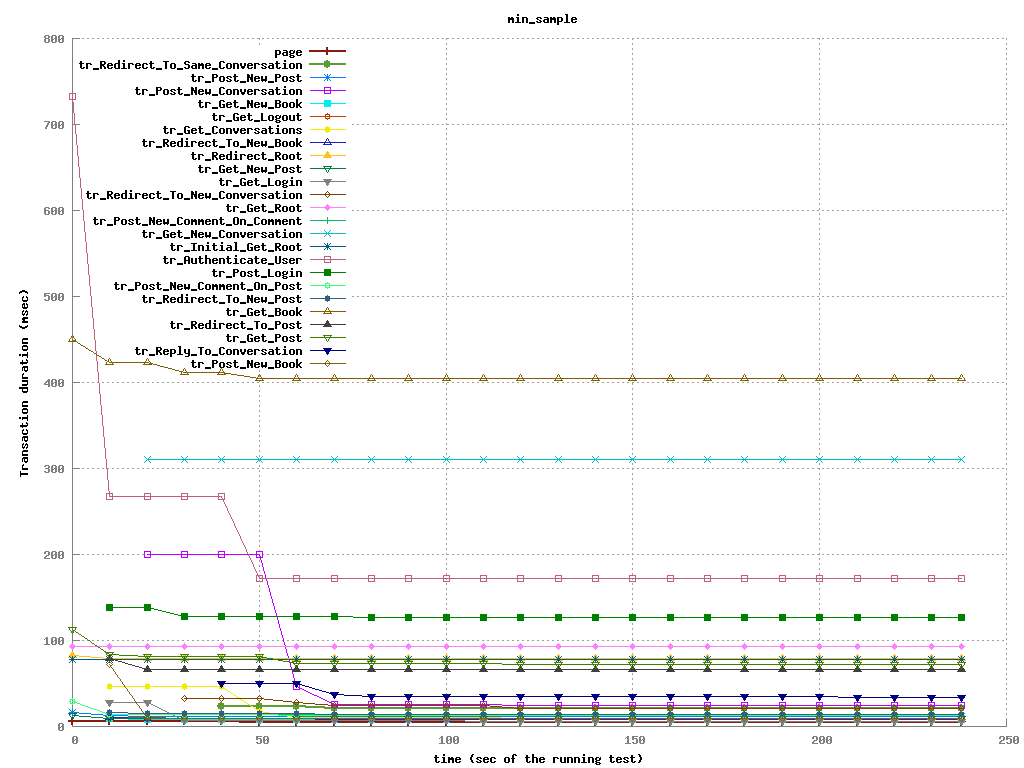 min_sample
800
700
600
500
400
300
200
100
0
Transaction duration (msec)
page
tr_Redirect_To_Same_Conversation
tr_Post_New_Post
tr_Post_New_Conversation
tr_Get_New_Book
tr_Get_Logout
tr_Get_Conversations
tr_Redirect_To_New_Book
tr_Redirect_Root
tr_Get_New_Post
tr_Get_Login
tr_Redirect_To_New_Conversation
tr_Get_Root
tr_Post_New_Comment_On_Comment
tr_Get_New_Conversation
tr_Initial_Get_Root
tr_Authenticate_User
tr_Post_Login
tr_Post_New_Comment_On_Post
tr_Redirect_To_New_Post
tr_Get_Book
tr_Redirect_To_Post
tr_Get_Post
tr_Reply_To_Conversation
tr_Post_New_Book
0 50 100 150 200 250
time (sec of the running test)